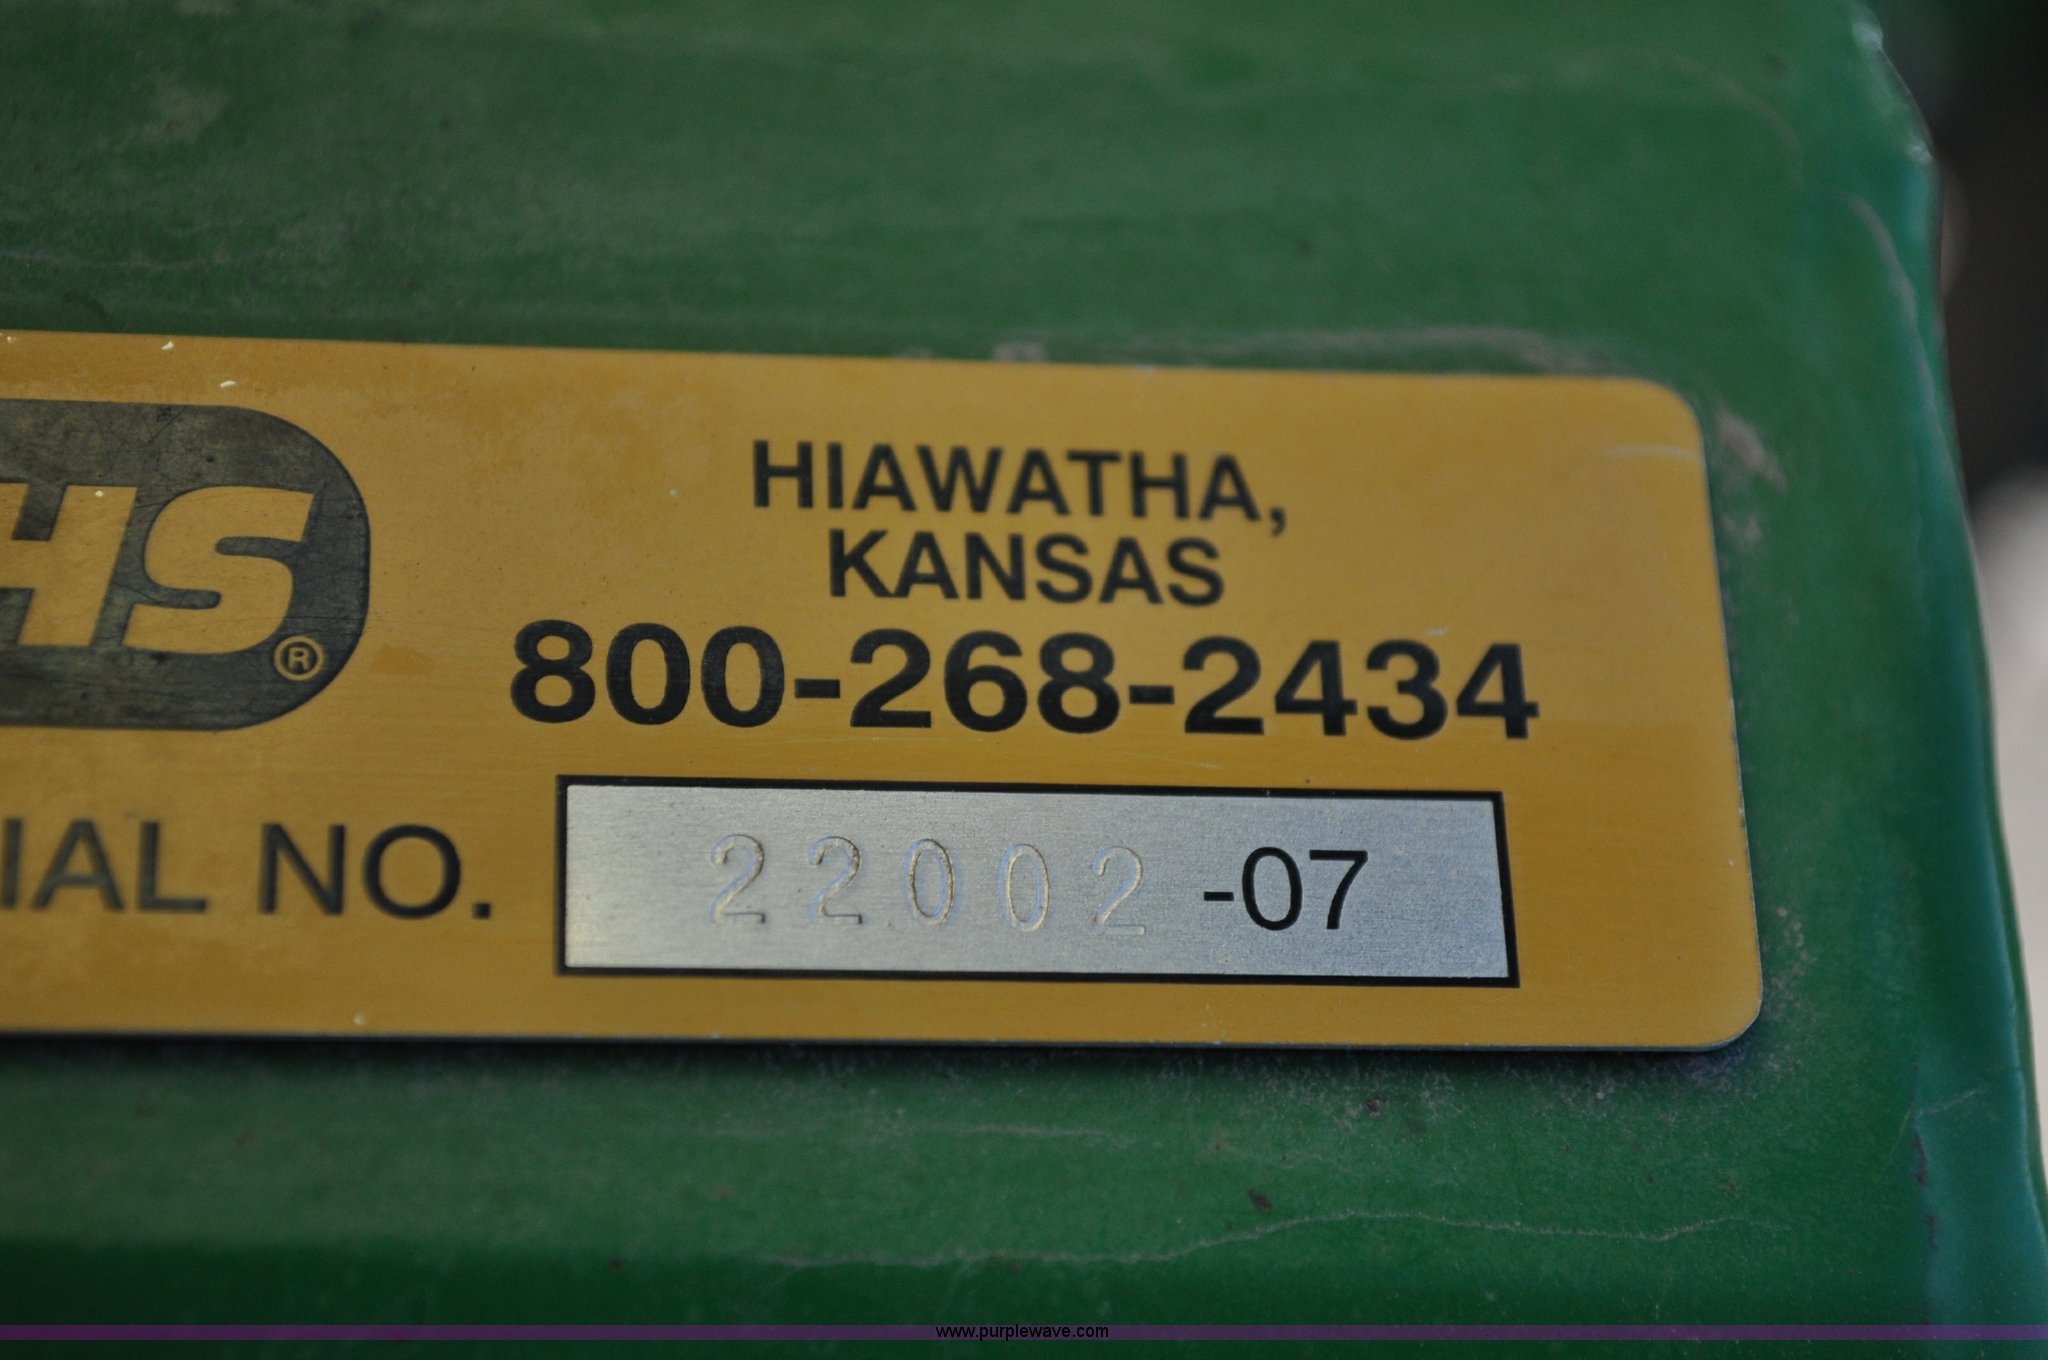 HS®
HIAWATHA,
KANSAS
800-268-2434
IAL NO. 22002 -07
www.purplewave.com